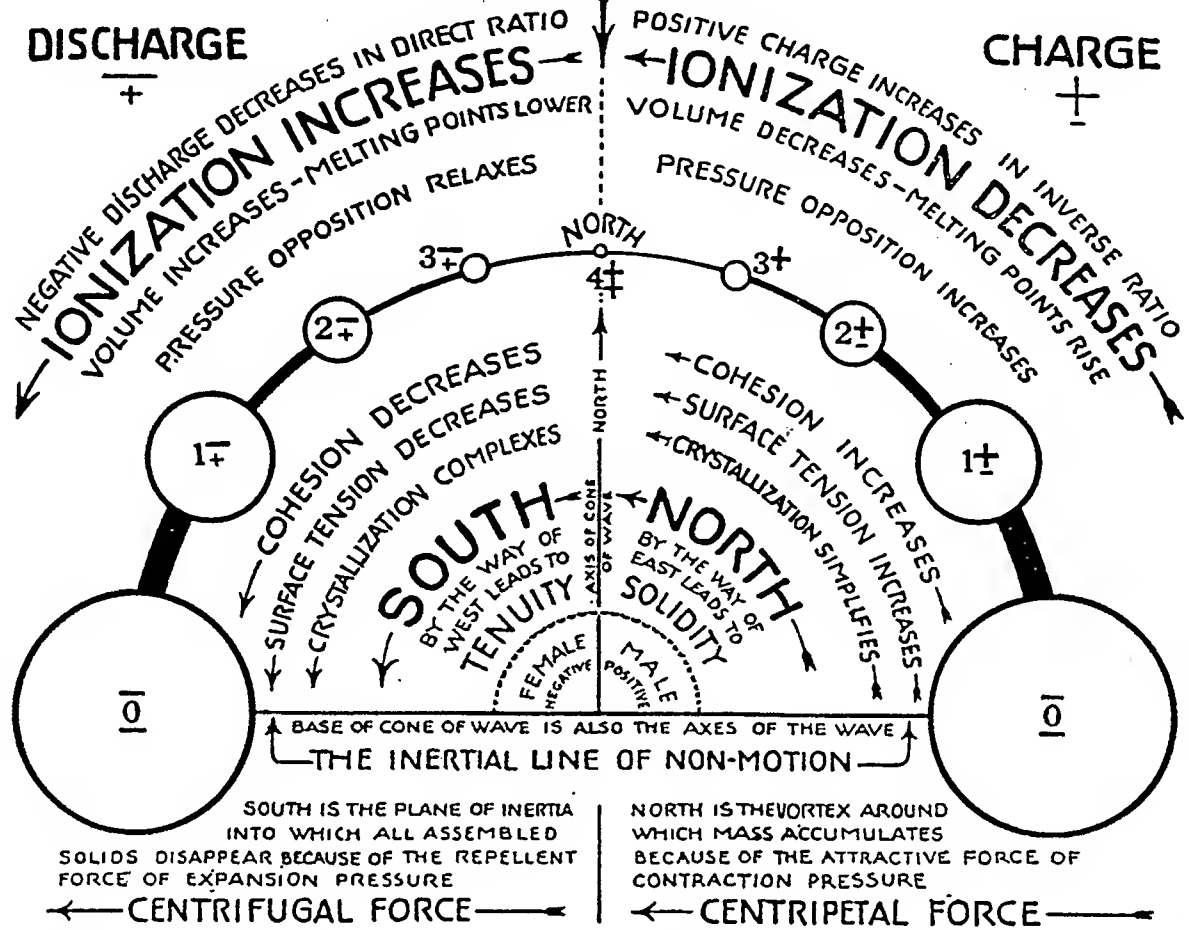 DISCHARGE
∓
CHARGE
±
NEGATIVE DISCHARGE DECREASES IN DIRECT RATIO
IONIZATION INCREASES
VOLUME INCREASES-MELTING POINTS LOWER
PRESSURE OPPOSITION RELAXES
POSITIVE CHARGE INCREASES IN INVERSE RATIO
IONIZATION DECREASES
VOLUME DECREASES-MELTING POINTS RISE
PRESSURE OPPOSITION INCREASES
NORTH
3∓
4‡
3+
2∓
2±
1∓
1±
0
0
COHESION DECREASES
SURFACE TENSION DECREASES
CRYSTALLIZATION COMPLEXES
SOUTH
BY THE WAY OF
WEST LEADS TO
TENUITY
FEMALE
NEGATIVE
NORTH
AXIS OF CONE
OF WAVE
COHESION INCREASES
SURFACE TENSION INCREASES
CRYSTALLIZATION SIMPLIFIES
NORTH
BY THE WAY OF
EAST LEADS TO
SOLIDITY
MALE
POSITIVE
BASE OF CONE OF WAVE IS ALSO THE AXES OF THE WAVE
THE INERTIAL LINE OF NON-MOTION
SOUTH IS THE PLANE OF INERTIA
INTO WHICH ALL ASSEMBLED
SOLIDS DISAPPEAR BECAUSE OF THE REPELLENT
FORCE OF EXPANSION PRESSURE
CENTRIFUGAL FORCE
NORTH IS THE VORTEX AROUND
WHICH MASS ACCUMULATES
BECAUSE OF THE ATTRACTIVE FORCE OF
CONTRACTION PRESSURE
CENTRIPETAL FORCE